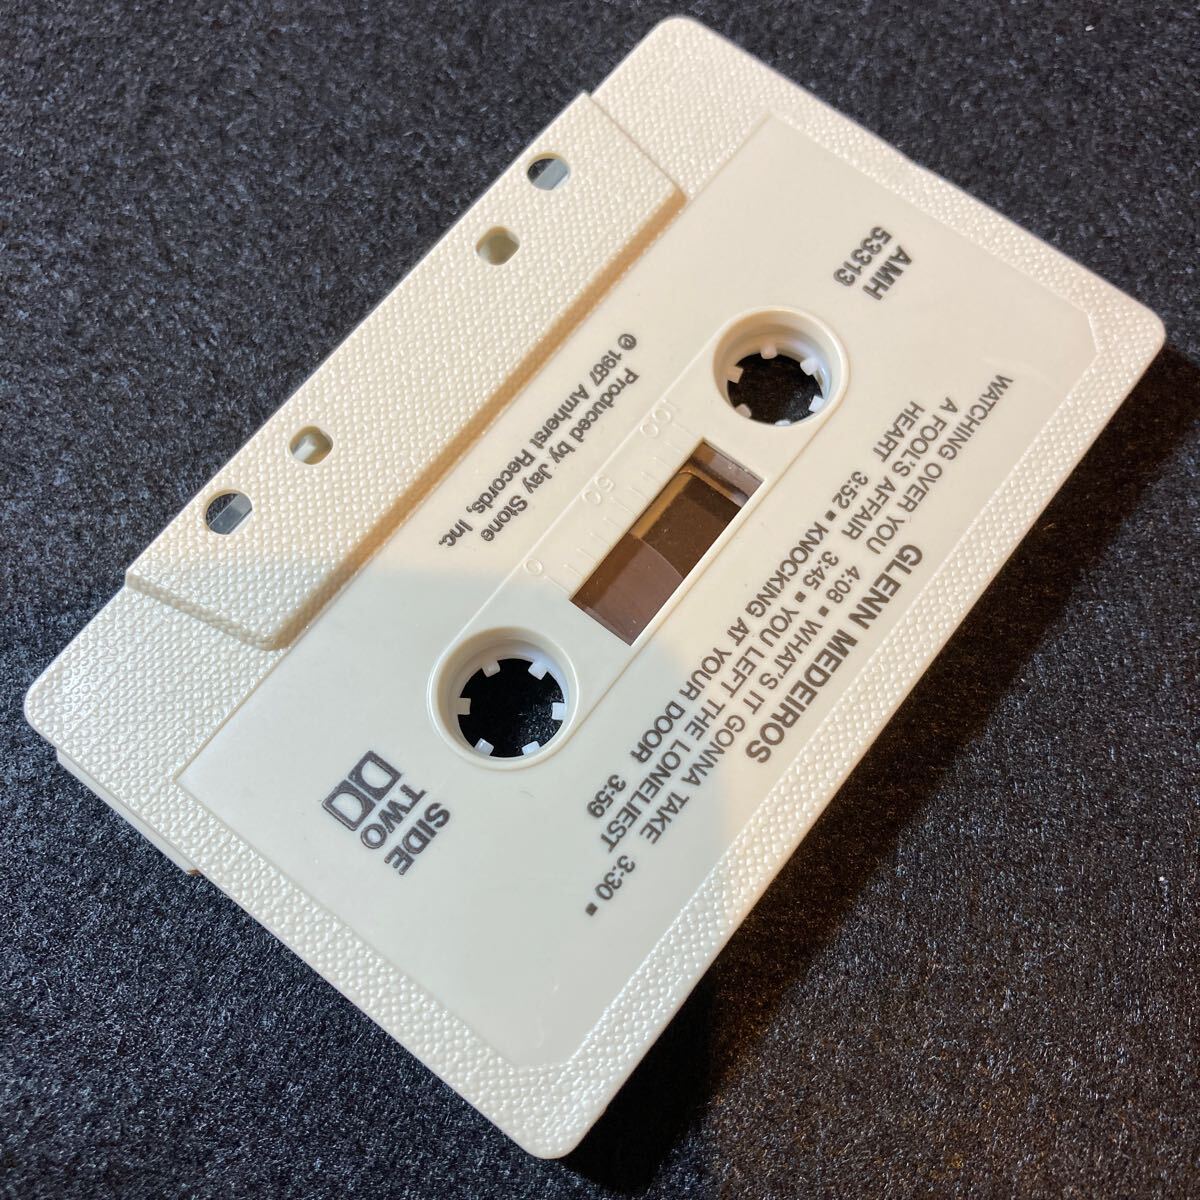 GLENN MEDEIROS
WATCHING OVER YOU 4:08 ■ WHAT'S IT GONNA TAKE 3:30 ■
A FOOL'S AFFAIR 3:45 ■ YOU LEFT THE LONELIEST
HEART 3:52 ■ KNOCKING AT YOUR DOOR 3:59
AMH
53313
SIDE
TWO
100 50 0
Produced by Jay Stone
℗ 1987 Amherst Records, Inc.